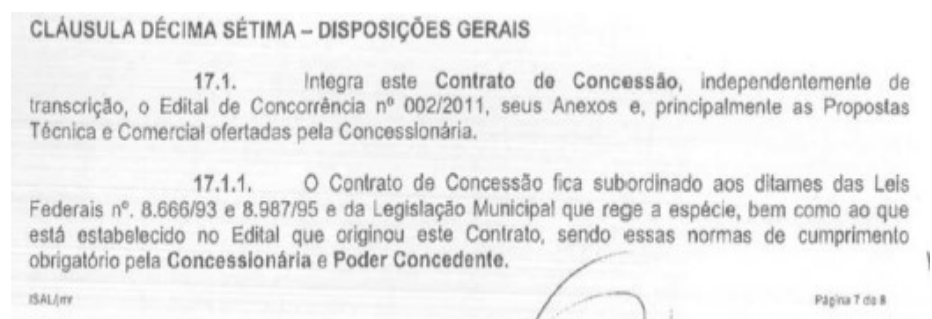 CLÁUSULA DÉCIMA SÉTIMA – DISPOSIÇÕES GERAIS
17.1. Integra este Contrato de Concessão, independentemente de
transcrição, o Edital de Concorrência nº 002/2011, seus Anexos e, principalmente as Propostas
Técnica e Comercial ofertadas pela Concessionária.
17.1.1. O Contrato de Concessão fica subordinado aos ditames das Leis
Federais nº. 8.666/93 e 8.987/95 e da Legislação Municipal que rege a espécie, bem como ao que
está estabelecido no Edital que originou este Contrato, sendo essas normas de cumprimento
obrigatório pela Concessionária e Poder Concedente.
ISAL/jmr
Página 7 de 8